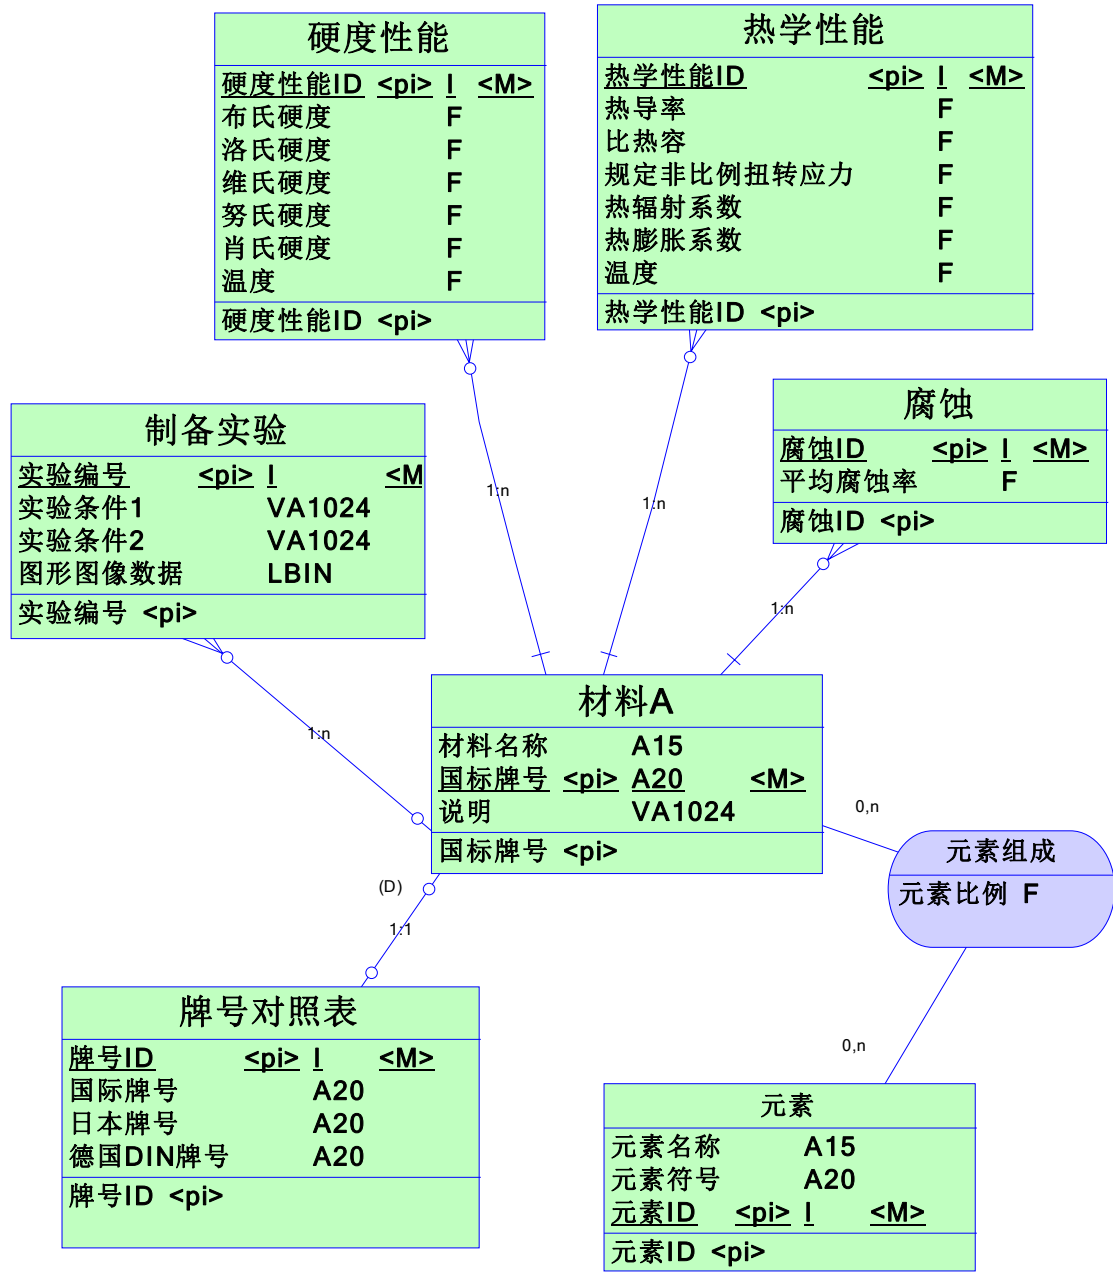 硬度性能
硬度性能ID <pi> I <M>
布氏硬度 F
洛氏硬度 F
维氏硬度 F
努氏硬度 F
肖氏硬度 F
温度 F
硬度性能ID <pi>
热学性能
热学性能ID <pi> I <M>
热导率 F
比热容 F
规定非比例扭转应力 F
热辐射系数 F
热膨胀系数 F
温度 F
热学性能ID <pi>
腐蚀
腐蚀ID <pi> I <M>
平均腐蚀率 F
腐蚀ID <pi>
制备实验
实验编号 <pi> I <M
实验条件1 VA1024
实验条件2 VA1024
图形图像数据 LBIN
实验编号 <pi>
1:n
1:n
1:n
1:n
材料A
材料名称 A15
国标牌号 <pi> A20 <M>
说明 VA1024
国标牌号 <pi>
0,n
元素组成
元素比例 F
0,n
(D)
1:1
牌号对照表
牌号ID <pi> I <M>
国际牌号 A20
日本牌号 A20
德国DIN牌号 A20
牌号ID <pi>
元素
元素名称 A15
元素符号 A20
元素ID <pi> I <M>
元素ID <pi>